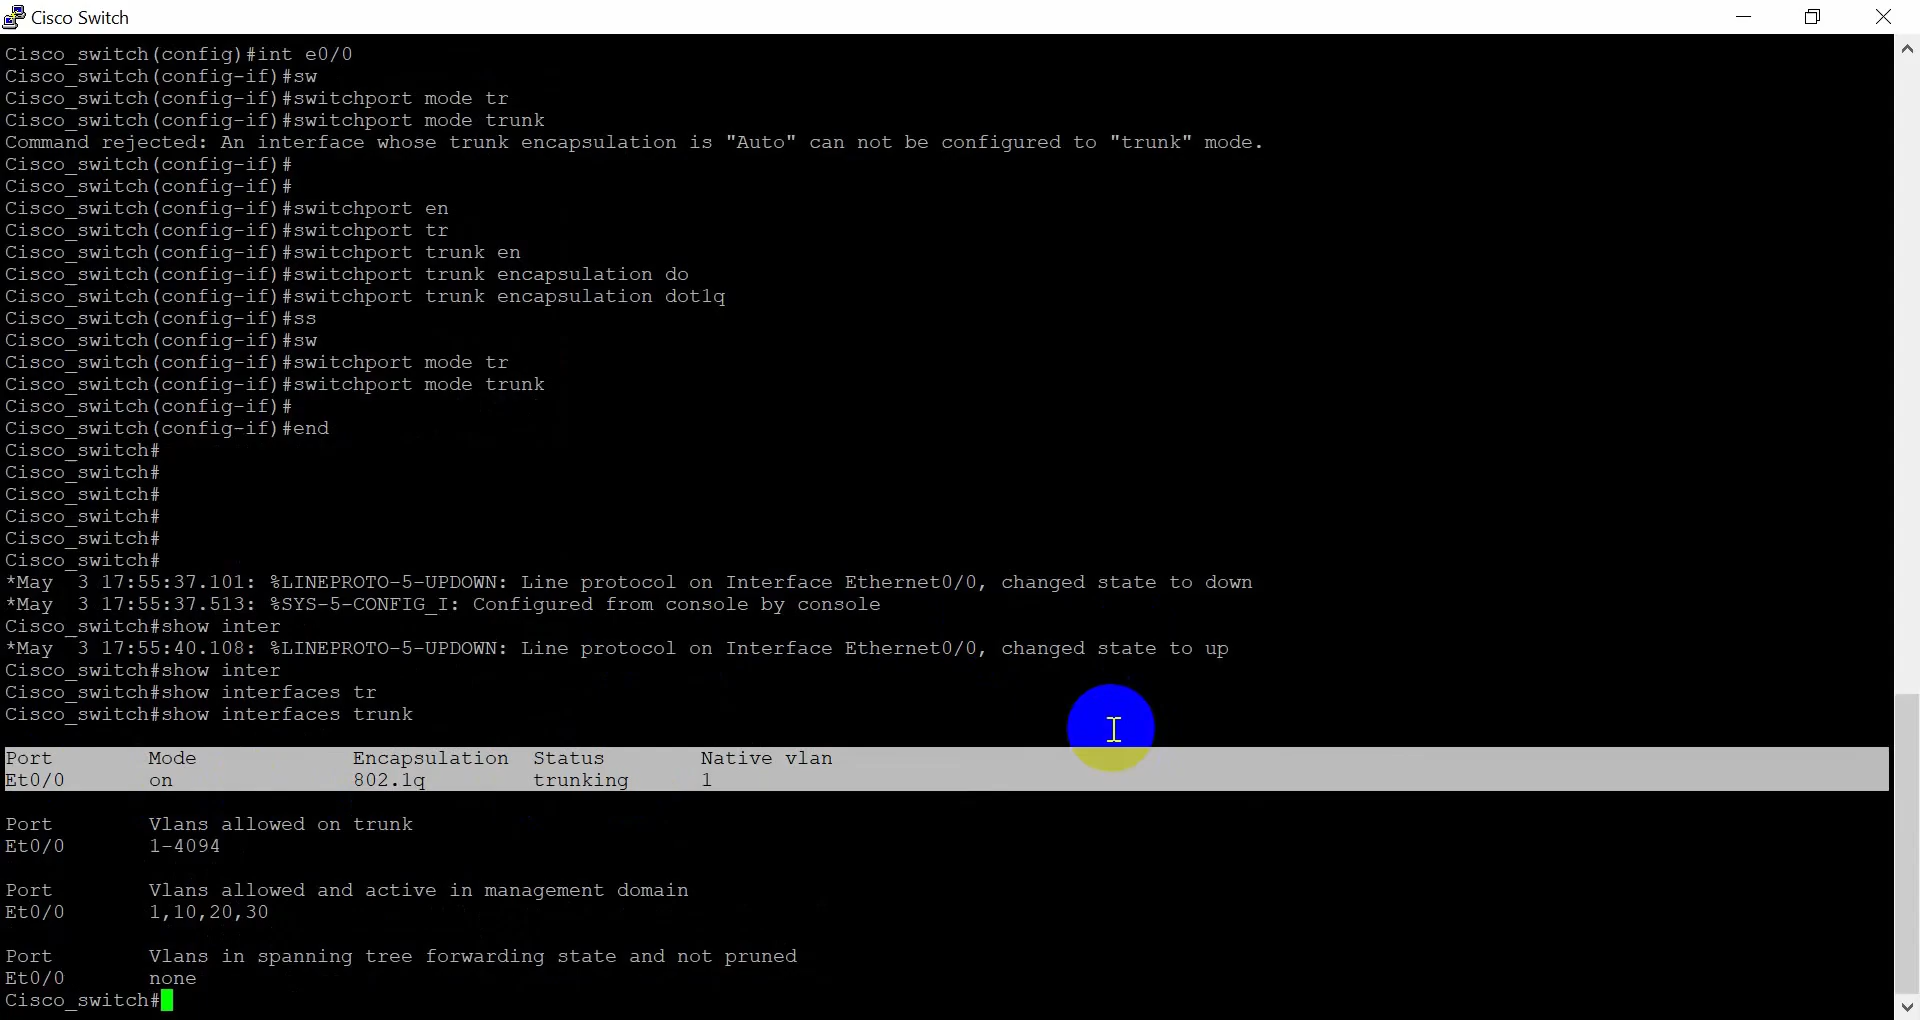 Cisco Switch
Cisco_switch(config)#int e0/0
Cisco_switch(config-if)#sw
Cisco_switch(config-if)#switchport mode tr
Cisco_switch(config-if)#switchport mode trunk
Command rejected: An interface whose trunk encapsulation is "Auto" can not be configured to "trunk" mode.
Cisco_switch(config-if)#
Cisco_switch(config-if)#
Cisco_switch(config-if)#switchport en
Cisco_switch(config-if)#switchport tr
Cisco_switch(config-if)#switchport trunk en
Cisco_switch(config-if)#switchport trunk encapsulation do
Cisco_switch(config-if)#switchport trunk encapsulation dot1q
Cisco_switch(config-if)#ss
Cisco_switch(config-if)#sw
Cisco_switch(config-if)#switchport mode tr
Cisco_switch(config-if)#switchport mode trunk
Cisco_switch(config-if)#
Cisco_switch(config-if)#end
Cisco_switch#
Cisco_switch#
Cisco_switch#
Cisco_switch#
Cisco_switch#
Cisco_switch#
*May  3 17:55:37.101: %LINEPROTO-5-UPDOWN: Line protocol on Interface Ethernet0/0, changed state to down
*May  3 17:55:37.513: %SYS-5-CONFIG_I: Configured from console by console
Cisco_switch#show inter
*May  3 17:55:40.108: %LINEPROTO-5-UPDOWN: Line protocol on Interface Ethernet0/0, changed state to up
Cisco_switch#show inter
Cisco_switch#show interfaces tr
Cisco_switch#show interfaces trunk
Port        Mode             Encapsulation  Status        Native vlan
Et0/0       on               802.1q         trunking      1
Port        Vlans allowed on trunk
Et0/0       1-4094
Port        Vlans allowed and active in management domain
Et0/0       1,10,20,30
Port        Vlans in spanning tree forwarding state and not pruned
Et0/0       none
Cisco_switch#